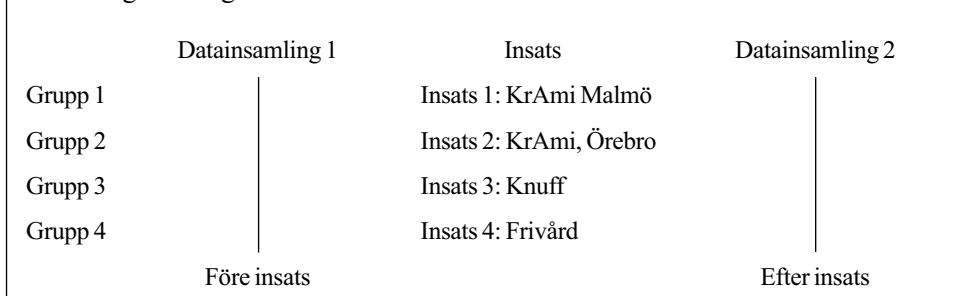 Datainsamling 1 Insats Datainsamling 2
Grupp 1 Insats 1: KrAmi Malmö
Grupp 2 Insats 2: KrAmi, Örebro
Grupp 3 Insats 3: Knuff
Grupp 4 Insats 4: Frivård
Före insats Efter insats